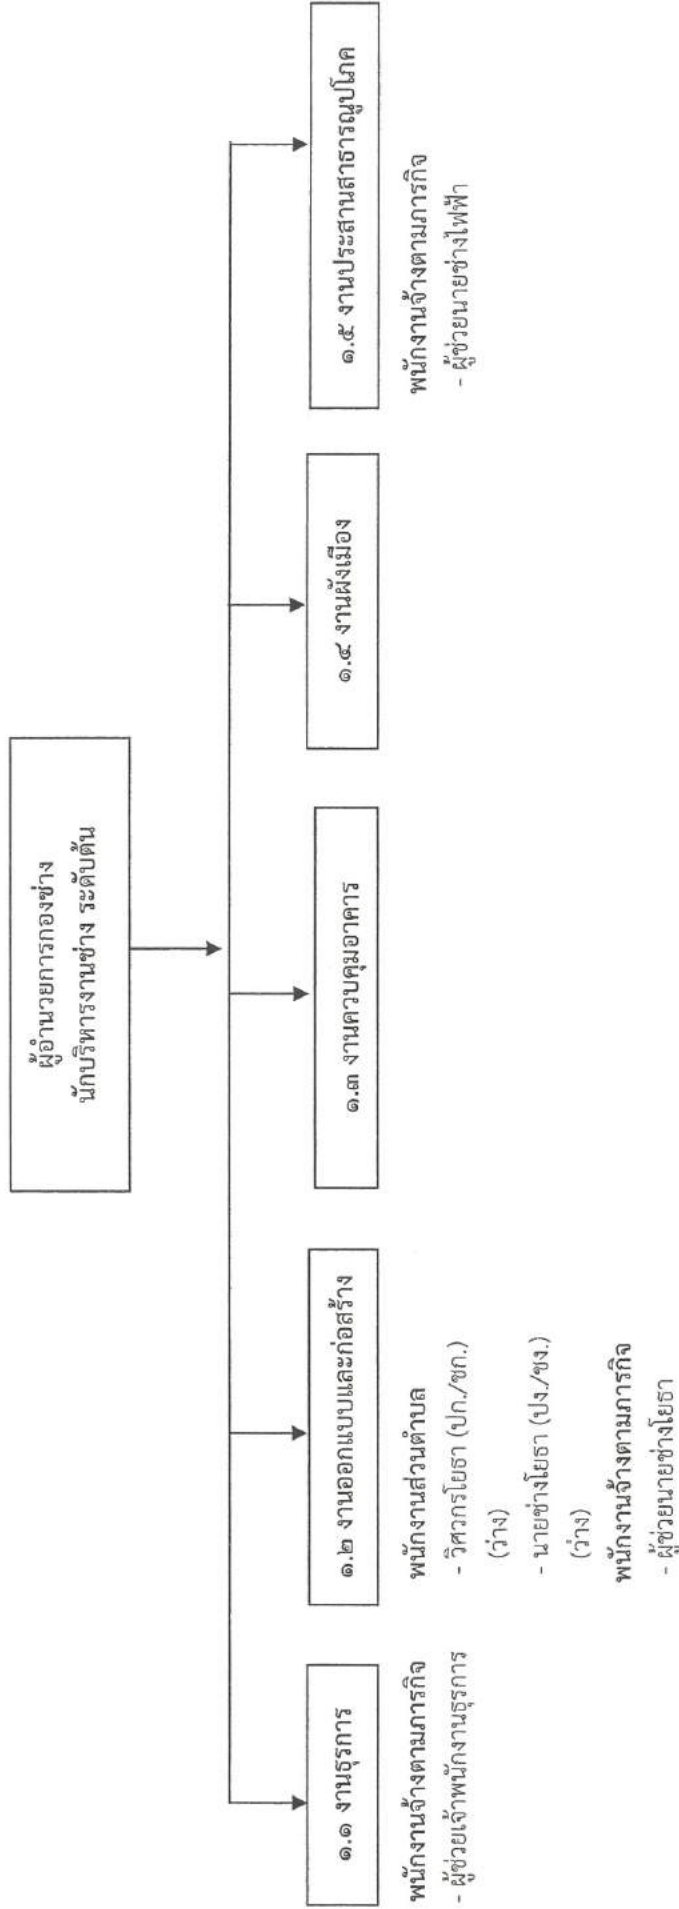 ผู้อำนวยการกองช่าง
นักบริหารงานช่าง ระดับต้น
๑.๑ งานธุรการ
พนักงานจ้างตามภารกิจ
- ผู้ช่วยเจ้าพนักงานธุรการ
๑.๒ งานออกแบบและก่อสร้าง
พนักงานส่วนตำบล
- วิศวกรโยธา (ปก./ชก.)
(ว่าง)
- นายช่างโยธา (ปง./ชง.)
(ว่าง)
พนักงานจ้างตามภารกิจ
- ผู้ช่วยนายช่างโยธา
๑.๓ งานควบคุมอาคาร
๑.๔ งานผังเมือง
๑.๕ งานประสานสาธารณูปโภค
พนักงานจ้างตามภารกิจ
- ผู้ช่วยนายช่างไฟฟ้า